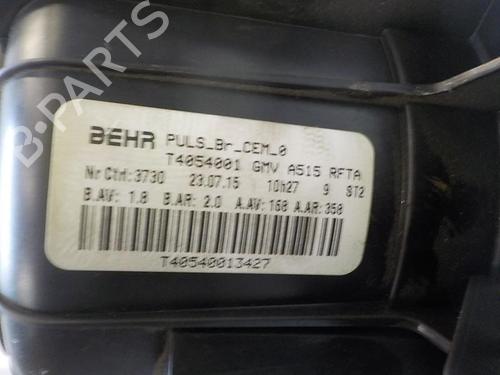 BEHR PULS_Br_CEM_0
T4054001 GMV A515 RFTA
Nr Ctrl:3730 23.07.15 10h27 9 ST2
B.AV: 1.8 B.AR: 2.0 A.AV:168 A.AR:358
T40540013427
B-PARTS